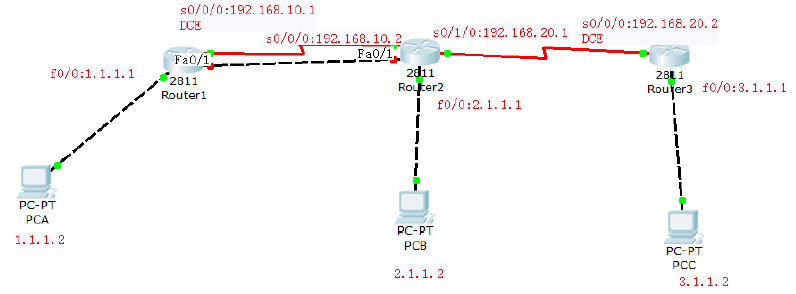 s0/0/0:192.168.10.1
DCE
s0/0/0:192.168.10.2
s0/1/0:192.168.20.1
s0/0/0:192.168.20.2
DCE
Fa0/1
Fa0/1
2811
Router1
2811
Router2
2811
Router3
f0/0:1.1.1.1
f0/0:2.1.1.1
f0/0:3.1.1.1
PC-PT
PCA
1.1.1.2
PC-PT
PCB
2.1.1.2
PC-PT
PCC
3.1.1.2